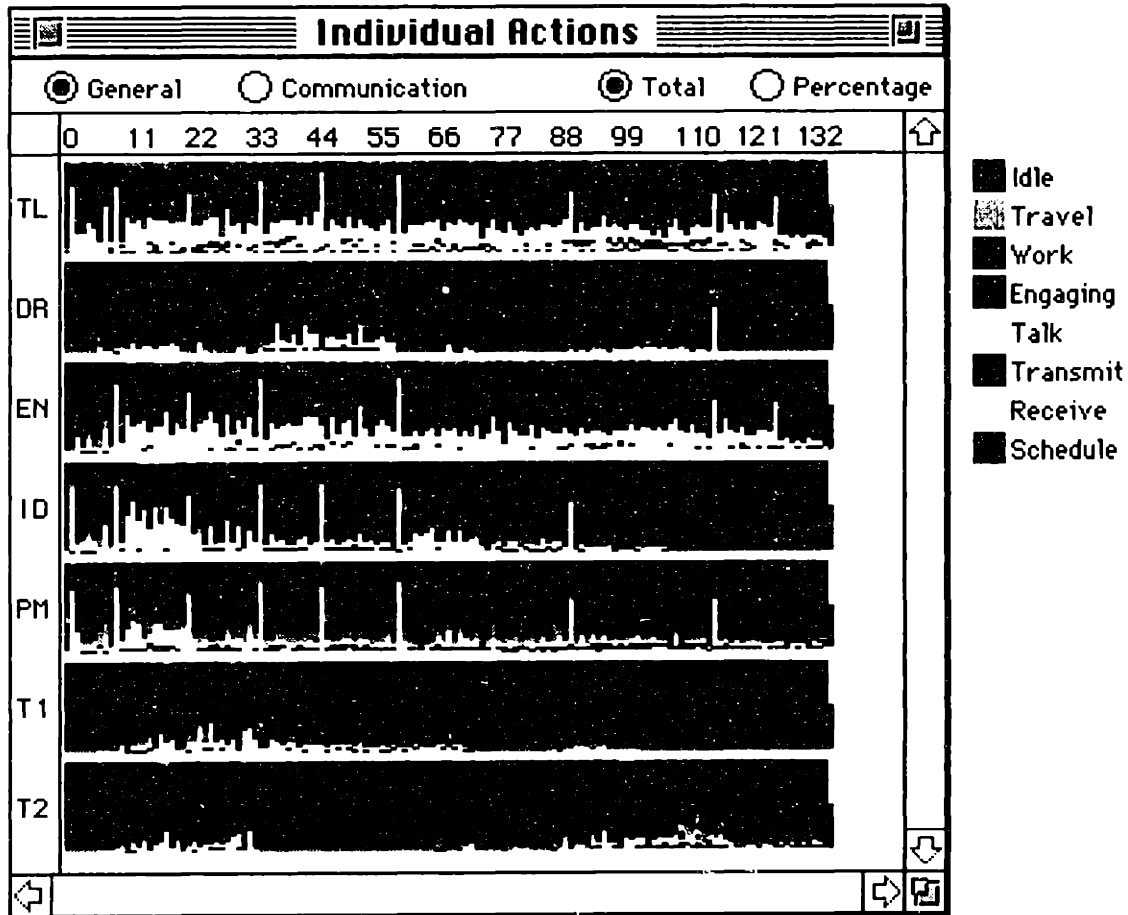 Individual Actions
General Communication Total Percentage
0 11 22 33 44 55 66 77 88 99 110 121 132
TL
DR
EN
ID
PM
T1
T2
Idle
Travel
Work
Engaging
Talk
Transmit
Receive
Schedule